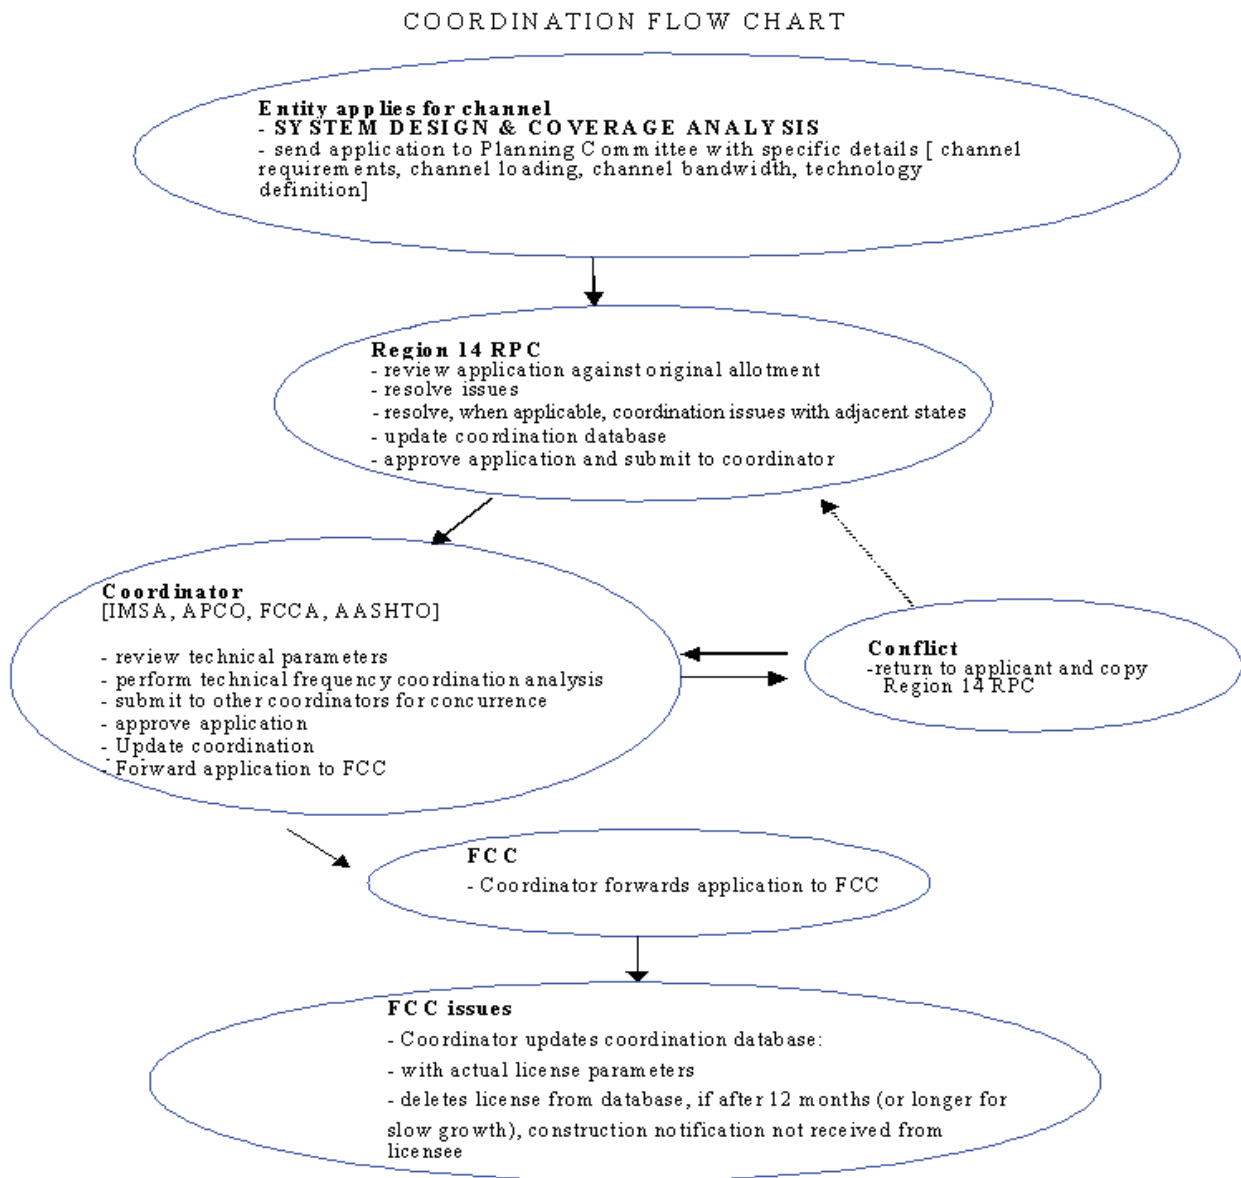 COORDINATION FLOW CHART
Entity applies for channel
- SYSTEM DESIGN & COVERAGE ANALYSIS
- send application to Planning Committee with specific details [ channel
requirements, channel loading, channel bandwidth, technology
definition]
Region 14 RPC
- review application against original allotment
- resolve issues
- resolve, when applicable, coordination issues with adjacent states
- update coordination database
- approve application and submit to coordinator
Coordinator
[IMSA, APCO, FCCA, AASHTO]
- review technical parameters
- perform technical frequency coordination analysis
- submit to other coordinators for concurrence
- approve application
- Update coordination
- Forward application to FCC
Conflict
-return to applicant and copy
Region 14 RPC
FCC
- Coordinator forwards application to FCC
FCC issues
- Coordinator updates coordination database:
- with actual license parameters
- deletes license from database, if after 12 months (or longer for
slow growth), construction notification not received from
licensee